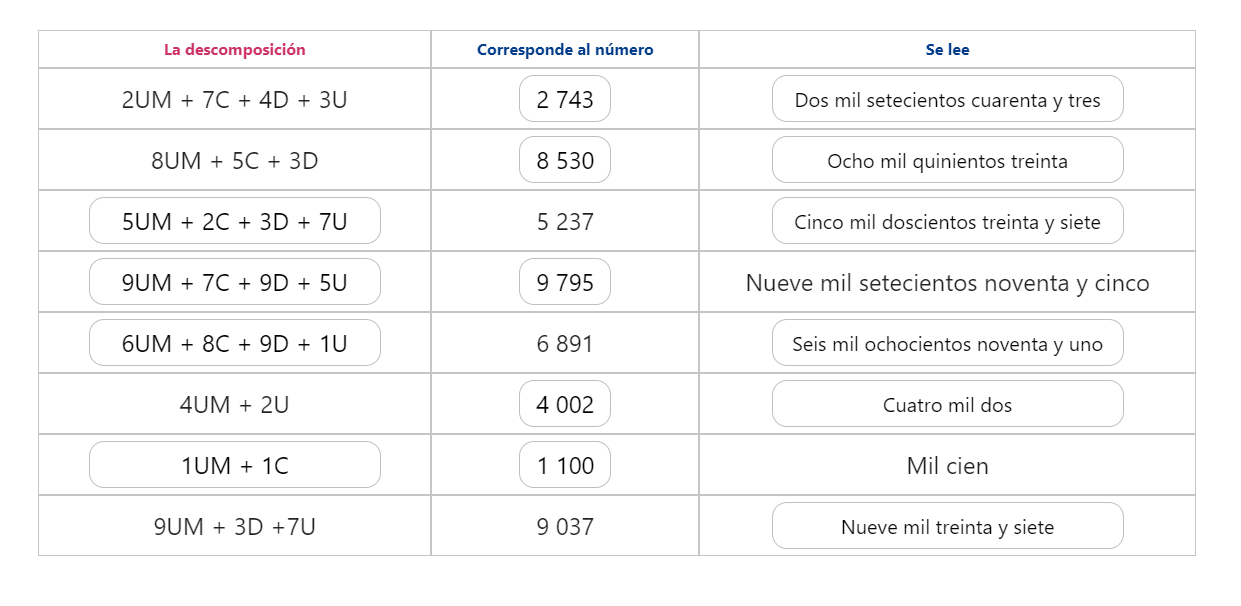 La descomposición Corresponde al número Se lee
2UM + 7C + 4D + 3U 2 743 Dos mil setecientos cuarenta y tres
8UM + 5C + 3D 8 530 Ocho mil quinientos treinta
5UM + 2C + 3D + 7U 5 237 Cinco mil doscientos treinta y siete
9UM + 7C + 9D + 5U 9 795 Nueve mil setecientos noventa y cinco
6UM + 8C + 9D + 1U 6 891 Seis mil ochocientos noventa y uno
4UM + 2U 4 002 Cuatro mil dos
1UM + 1C 1 100 Mil cien
9UM + 3D +7U 9 037 Nueve mil treinta y siete